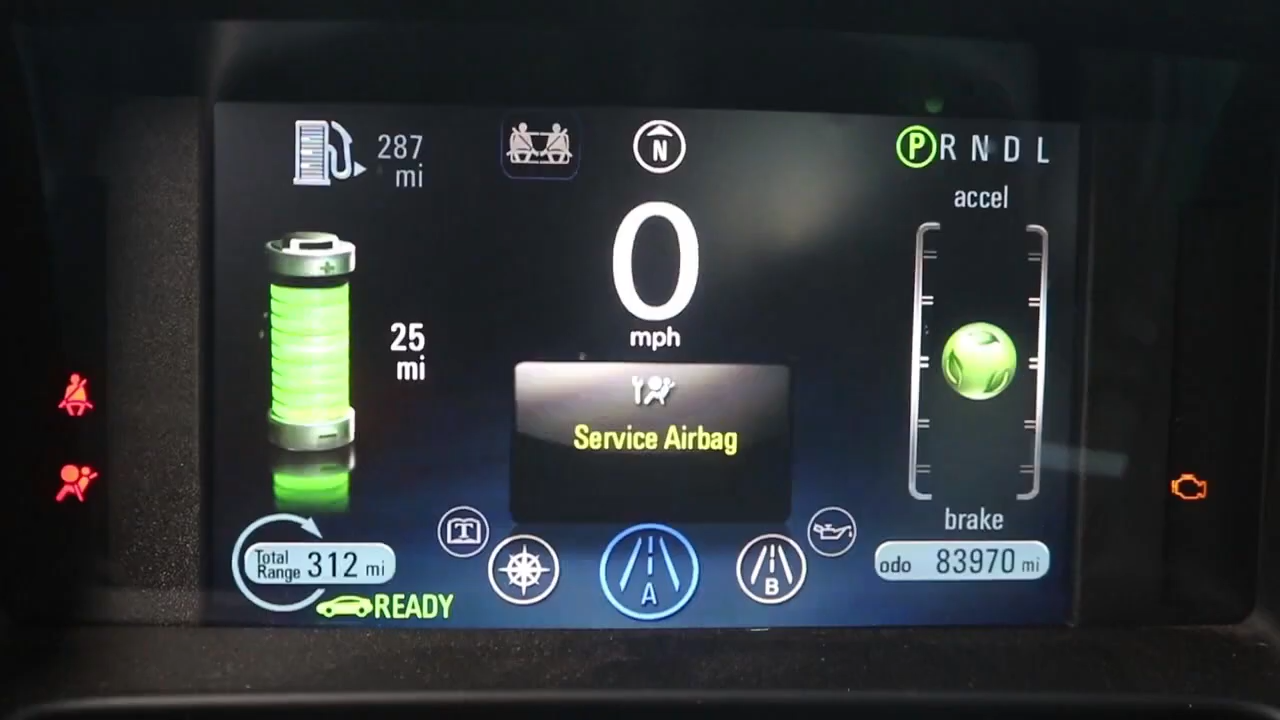 287
mi
N
P R N D L
accel
0
mph
25
mi
Service Airbag
brake
Total
Range 312 mi
A
B
odo 83970 mi
READY